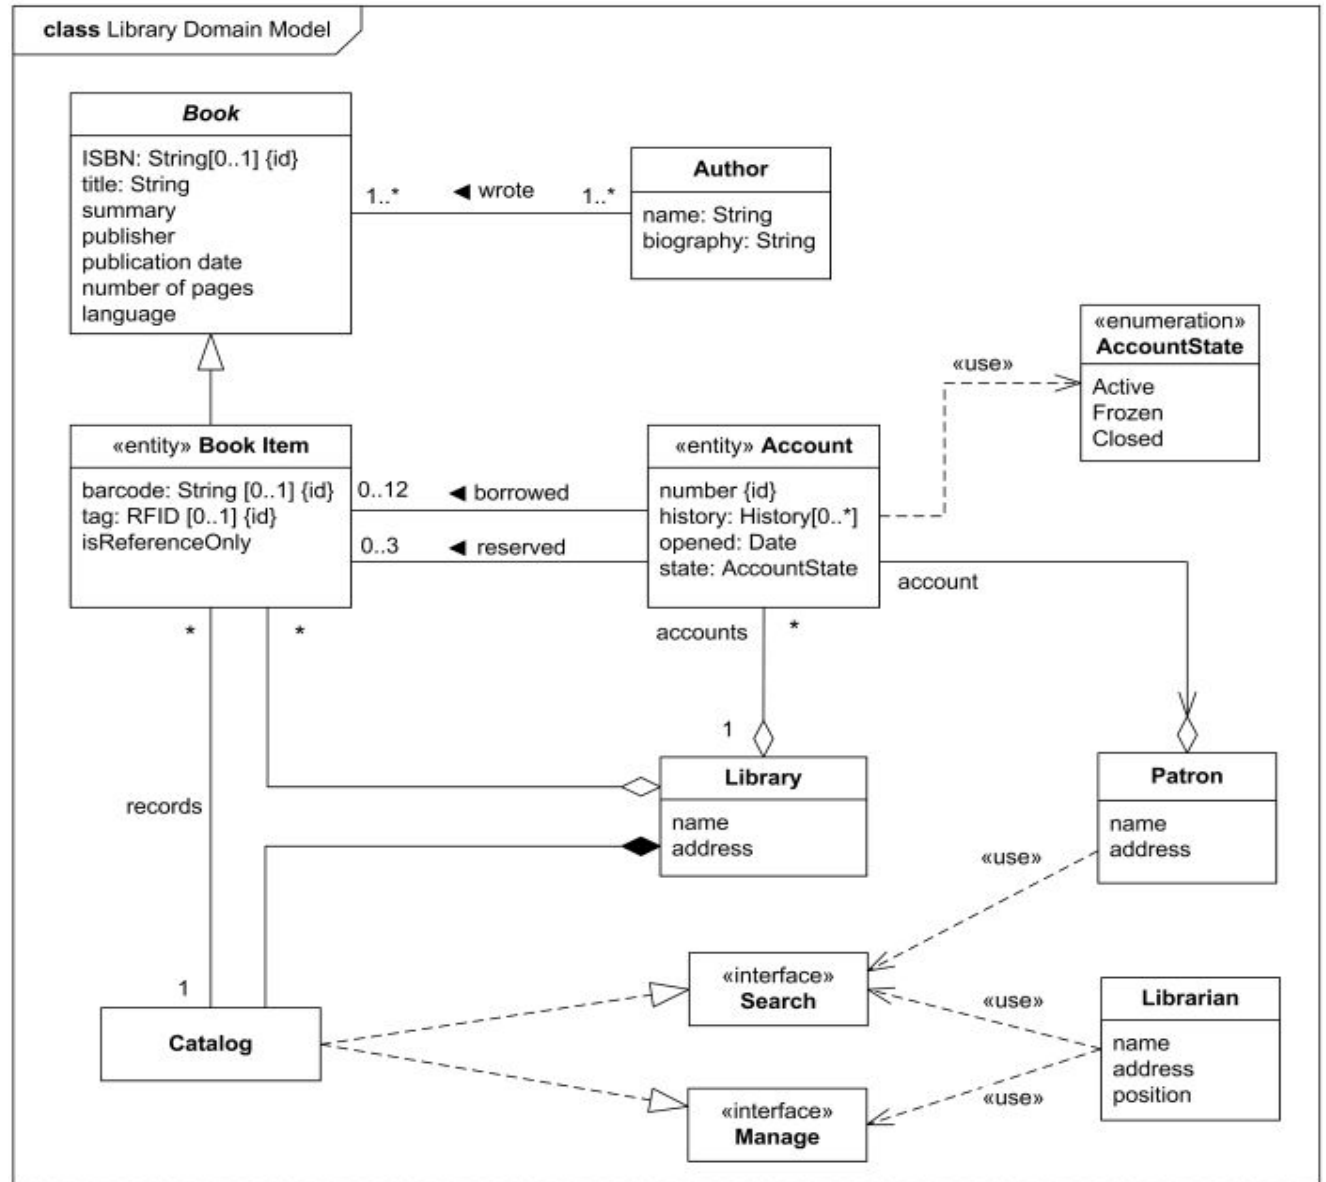 class Library Domain Model
Book
ISBN: String[0..1] {id}
title: String
summary
publisher
publication date
number of pages
language
1..*
◄ wrote
1..*
Author
name: String
biography: String
«enumeration»
AccountState
Active
Frozen
Closed
«use»
«entity» Book Item
barcode: String [0..1] {id}
tag: RFID [0..1] {id}
isReferenceOnly
0..12
◄ borrowed
0..3
◄ reserved
«entity» Account
number {id}
history: History[0..*]
opened: Date
state: AccountState
account
*
*
accounts
*
1
Library
name
address
Patron
name
address
records
«use»
1
Catalog
«interface»
Search
«use»
Librarian
name
address
position
«interface»
Manage
«use»